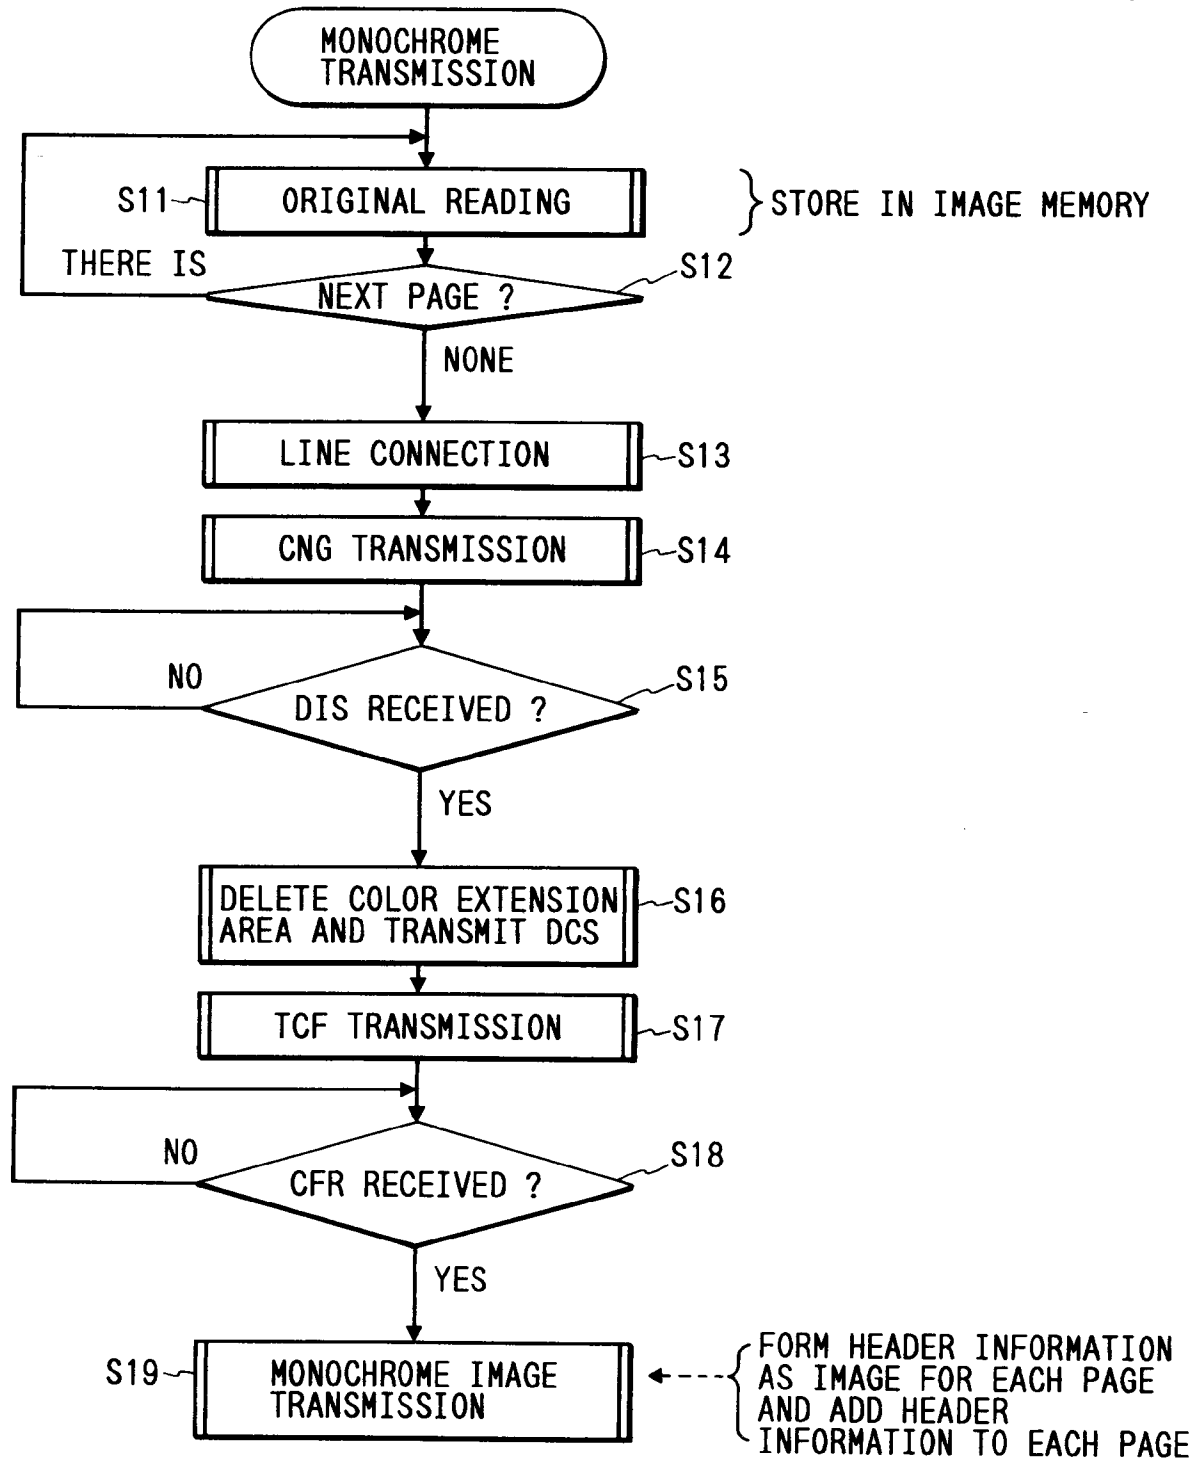 MONOCHROME
TRANSMISSION
S11
ORIGINAL READING
STORE IN IMAGE MEMORY
THERE IS
S12
NEXT PAGE ?
NONE
LINE CONNECTION
S13
CNG TRANSMISSION
S14
NO
S15
DIS RECEIVED ?
YES
DELETE COLOR EXTENSION
AREA AND TRANSMIT DCS
S16
TCF TRANSMISSION
S17
NO
S18
CFR RECEIVED ?
YES
S19
MONOCHROME IMAGE
TRANSMISSION
FORM HEADER INFORMATION
AS IMAGE FOR EACH PAGE
AND ADD HEADER
INFORMATION TO EACH PAGE